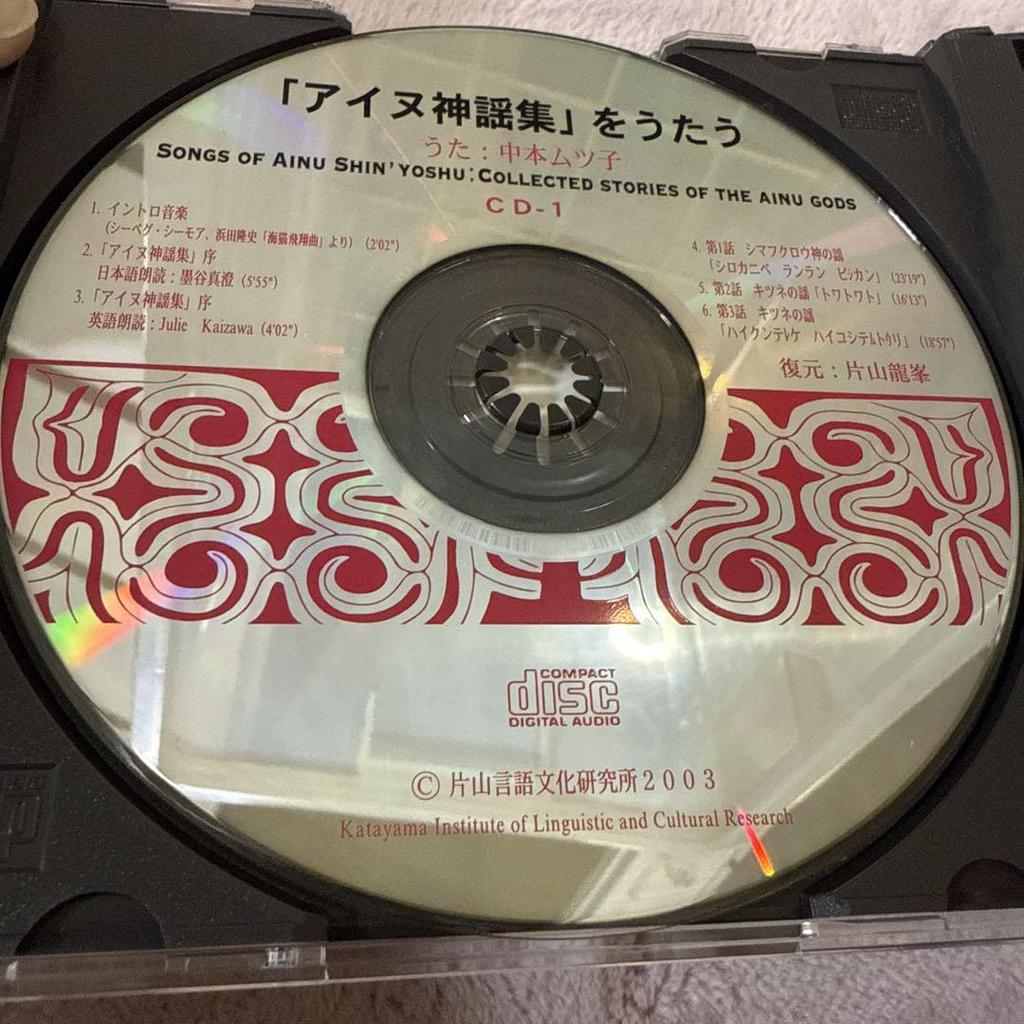 「アイヌ神謡集」をうたう
うた：中本ムツ子
SONGS OF AINU SHIN'YOSHU:COLLECTED STORIES OF THE AINU GODS
CD-1
1. イントロ音楽
（シーベグ・シーモア、浜田隆史「海猫飛翔曲」より）（2'02"）
2.「アイヌ神謡集」序
日本語朗読：墨谷真澄（5'55"）
3.「アイヌ神謡集」序
英語朗読：Julie Kaizawa（4'02"）
4. 第1話 シマフクロウ神の謡
「シロカニペ ランラン ピㇱカン」（23'19"）
5. 第2話 キツネの謡「トワトワト」（16'13"）
6. 第3話 キツネの謡
「ハイクンテㇾケ ハイコシテㇺトゥリ」（18'57"）
復元：片山龍峯
COMPACT
disc
DIGITAL AUDIO
© 片山言語文化研究所2003
Katayama Institute of Linguistic and Cultural Research